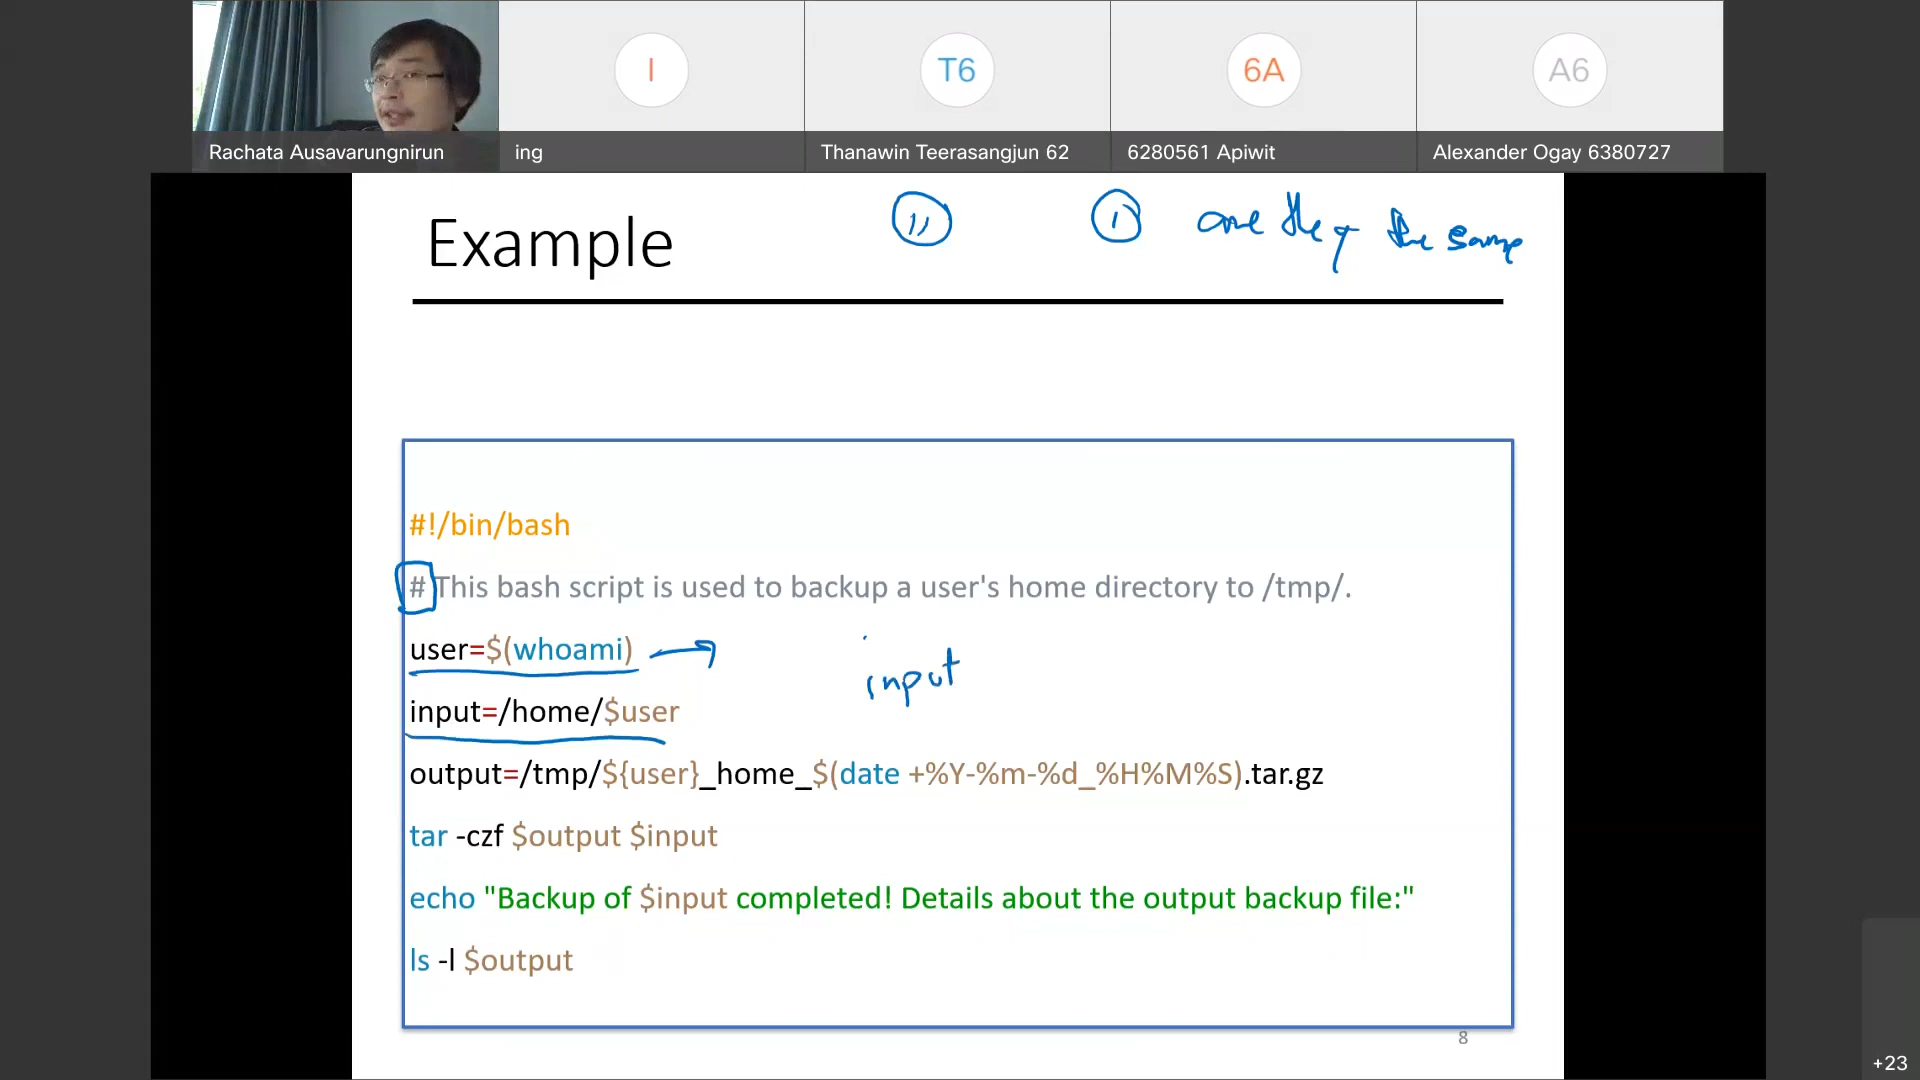 I
T6
6A
A6
Rachata Ausavarungnirun
ing
Thanawin Teerasangjun 62
6280561 Apiwit
Alexander Ogay 6380727
Example
the same
#!/bin/bash
# This bash script is used to backup a user's home directory to /tmp/.
user=$(whoami)
input
input=/home/$user
output=/tmp/${user}_home_$(date +%Y-%m-%d_%H%M%S).tar.gz
tar -czf $output $input
echo "Backup of $input completed! Details about the output backup file:"
ls -l $output
8
+23